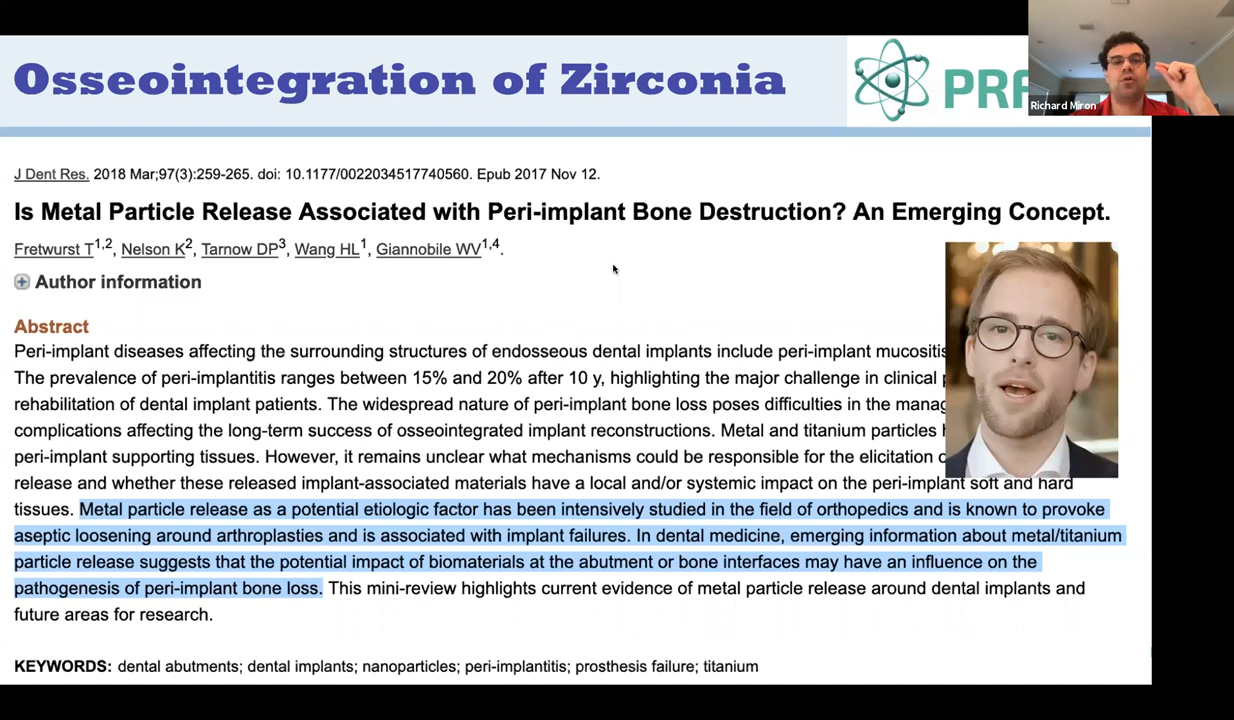 Osseointegration of Zirconia
Richard Miron
J Dent Res. 2018 Mar;97(3):259-265. doi: 10.1177/0022034517740560. Epub 2017 Nov 12.
Is Metal Particle Release Associated with Peri-implant Bone Destruction? An Emerging Concept.
Fretwurst T1,2, Nelson K2, Tarnow DP3, Wang HL1, Giannobile WV1,4.
Author information
Abstract
Peri-implant diseases affecting the surrounding structures of endosseous dental implants include peri-implant
The prevalence of peri-implantitis ranges between 15% and 20% after 10 y, highlighting the major challenge in clinical
rehabilitation of dental implant patients. The widespread nature of peri-implant bone loss poses difficulties in the
complications affecting the long-term success of osseointegrated implant reconstructions. Metal and titanium particles
peri-implant supporting tissues. However, it remains unclear what mechanisms could be responsible for the elicitation
release and whether these released implant-associated materials have a local and/or systemic impact on the peri-implant soft and hard
tissues. Metal particle release as a potential etiologic factor has been intensively studied in the field of orthopedics and is known to provoke
aseptic loosening around arthroplasties and is associated with implant failures. In dental medicine, emerging information about metal/titanium
particle release suggests that the potential impact of biomaterials at the abutment or bone interfaces may have an influence on the
pathogenesis of peri-implant bone loss. This mini-review highlights current evidence of metal particle release around dental implants and
future areas for research.
KEYWORDS: dental abutments; dental implants; nanoparticles; peri-implantitis; prosthesis failure; titanium